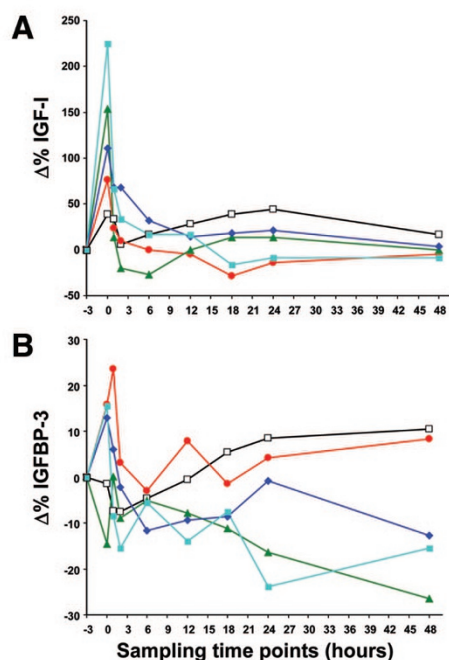 A
Δ% IGF-I
250
200
150
100
50
0
-50
-3 0 3 6 9 12 15 18 21 24 27 30 33 36 39 42 45 48
B
Δ% IGFBP-3
30
20
10
0
-10
-20
-30
-3 0 3 6 9 12 15 18 21 24 27 30 33 36 39 42 45 48
Sampling time points (hours)